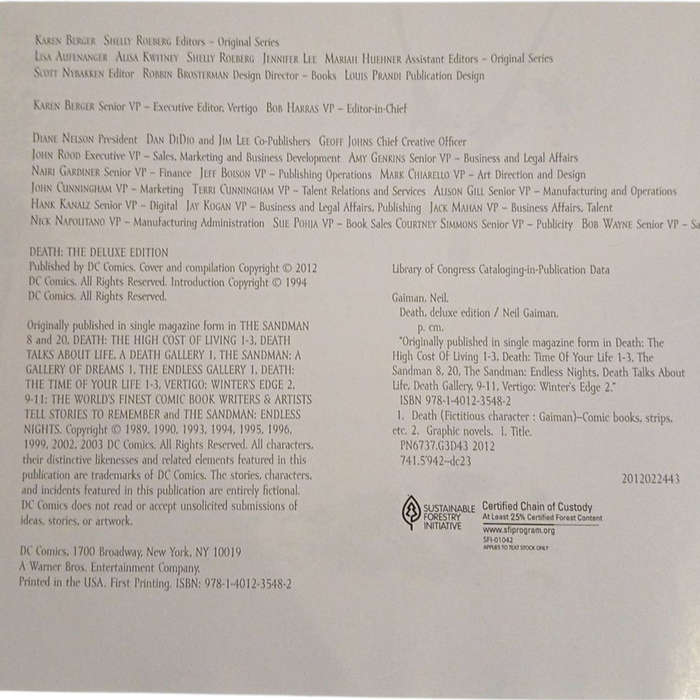 KAREN BERGER SHELLY ROEBERG Editors – Original Series
LISA AUFENANGER ALISA KWITNEY SHELLY ROEBERG JENNIFER LEE MARIAH HUEHNER Assistant Editors – Original Series
SCOTT NYBAKKEN Editor ROBBIN BROSTERMAN Design Director – Books LOUIS PRANDI Publication Design
KAREN BERGER Senior VP – Executive Editor, Vertigo BOB HARRAS VP – Editor-in-Chief
DIANE NELSON President DAN DIDIO and JIM LEE Co-Publishers GEOFF JOHNS Chief Creative Officer
JOHN ROOD Executive VP – Sales, Marketing and Business Development AMY GENKINS Senior VP – Business and Legal Affairs
NAIRI GARDINER Senior VP – Finance JEFF BOISON VP – Publishing Operations MARK CHIARELLO VP – Art Direction and Design
JOHN CUNNINGHAM VP – Marketing TERRI CUNNINGHAM VP – Talent Relations and Services ALISON GILL Senior VP – Manufacturing and Operations
HANK KANALZ Senior VP – Digital JAY KOGAN VP – Business and Legal Affairs, Publishing JACK MAHAN VP – Business Affairs, Talent
NICK NAPOLITANO VP – Manufacturing Administration SUE POHJA VP – Book Sales COURTNEY SIMMONS Senior VP – Publicity BOB WAYNE Senior VP – Sa
DEATH: THE DELUXE EDITION
Published by DC Comics. Cover and compilation Copyright © 2012
DC Comics. All Rights Reserved. Introduction Copyright © 1994
DC Comics. All Rights Reserved.
Originally published in single magazine form in THE SANDMAN
8 and 20, DEATH: THE HIGH COST OF LIVING 1-3, DEATH
TALKS ABOUT LIFE, A DEATH GALLERY 1, THE SANDMAN: A
GALLERY OF DREAMS 1, THE ENDLESS GALLERY 1, DEATH:
THE TIME OF YOUR LIFE 1-3, VERTIGO: WINTER'S EDGE 2,
9-11: THE WORLD'S FINEST COMIC BOOK WRITERS & ARTISTS
TELL STORIES TO REMEMBER and THE SANDMAN: ENDLESS
NIGHTS. Copyright © 1989, 1990, 1993, 1994, 1995, 1996,
1999, 2002, 2003 DC Comics. All Rights Reserved. All characters,
their distinctive likenesses and related elements featured in this
publication are trademarks of DC Comics. The stories, characters,
and incidents featured in this publication are entirely fictional.
DC Comics does not read or accept unsolicited submissions of
ideas, stories, or artwork.
DC Comics, 1700 Broadway, New York, NY 10019
A Warner Bros. Entertainment Company.
Printed in the USA. First Printing. ISBN: 978-1-4012-3548-2
Library of Congress Cataloging-in-Publication Data
Gaiman, Neil.
Death, deluxe edition / Neil Gaiman.
p. cm.
"Originally published in single magazine form in Death: The
High Cost Of Living 1-3, Death: Time Of Your Life 1-3, The
Sandman 8, 20, The Sandman: Endless Nights, Death Talks About
Life, Death Gallery, 9-11, Vertigo: Winter's Edge 2."
ISBN 978-1-4012-3548-2
1. Death (Fictitious character : Gaiman)–Comic books, strips,
etc. 2. Graphic novels. I. Title.
PN6737.G3D43 2012
741.5'942–dc23
2012022443
SUSTAINABLE
FORESTRY
INITIATIVE
Certified Chain of Custody
At Least 25% Certified Forest Content
www.sfiprogram.org
SFI-01042
APPLIES TO TEXT STOCK ONLY